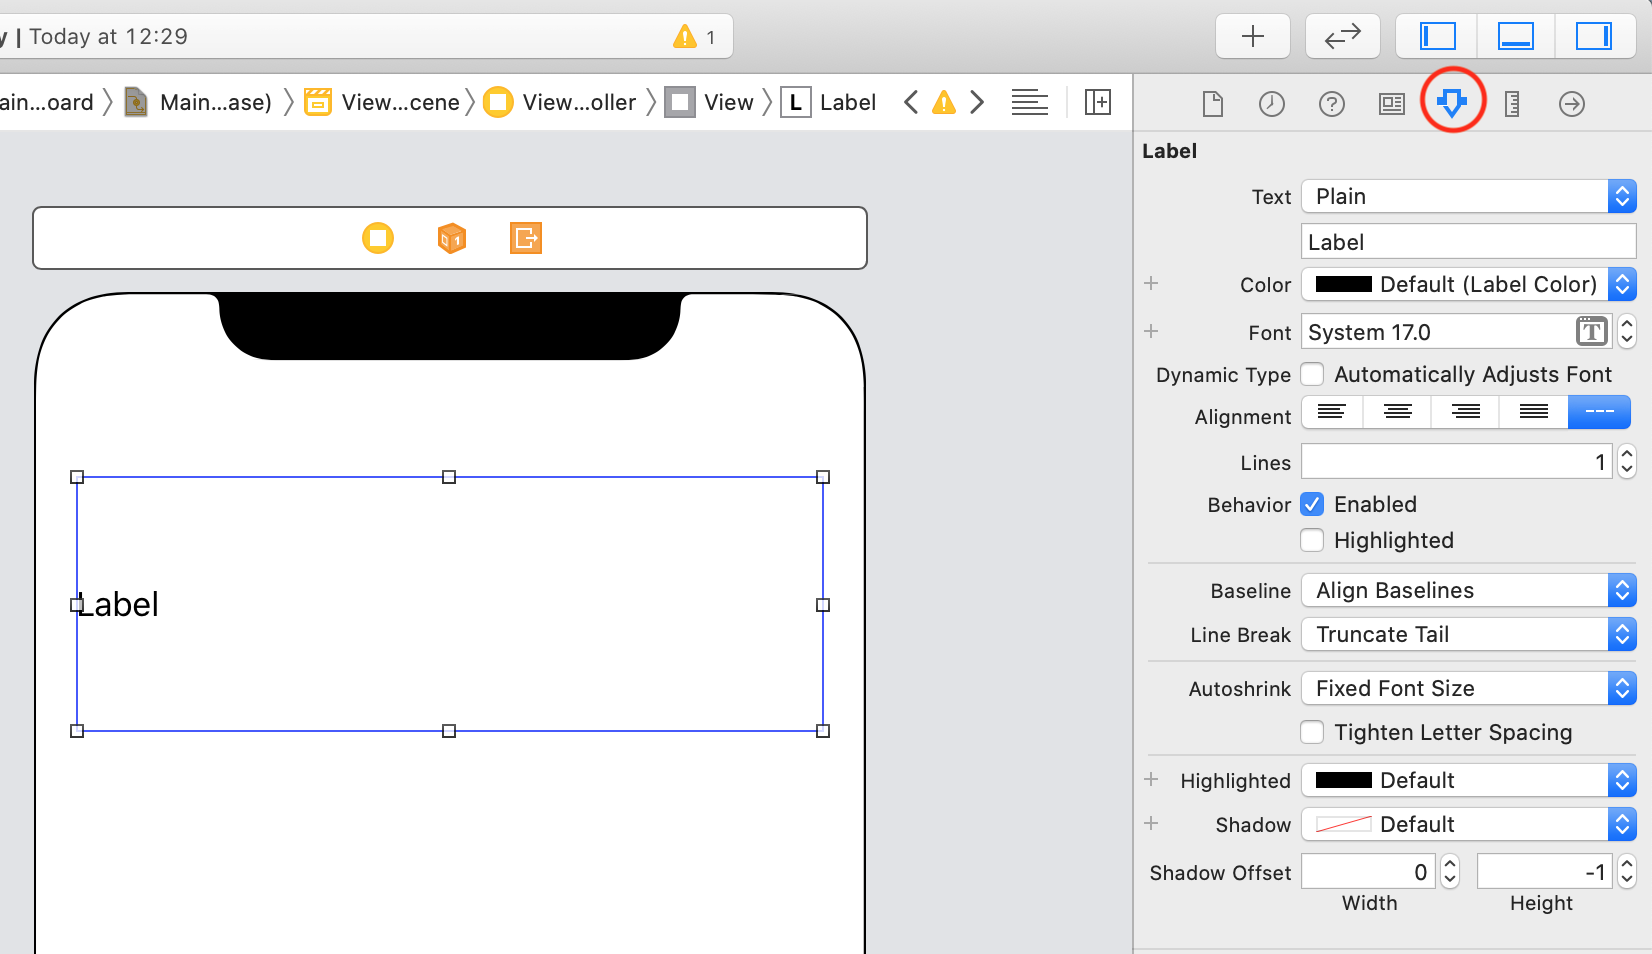 y | Today at 12:29
1
ain...oard
Main...ase)
View...cene
View...oller
View
L
Label
Label
Text
Plain
Label
Color
Default (Label Color)
Font
System 17.0
T
Dynamic Type
Automatically Adjusts Font
Alignment
---
Lines
1
Behavior
Enabled
Highlighted
Label
Baseline
Align Baselines
Line Break
Truncate Tail
Autoshrink
Fixed Font Size
Tighten Letter Spacing
Highlighted
Default
Shadow
Default
Shadow Offset
0
-1
Width
Height